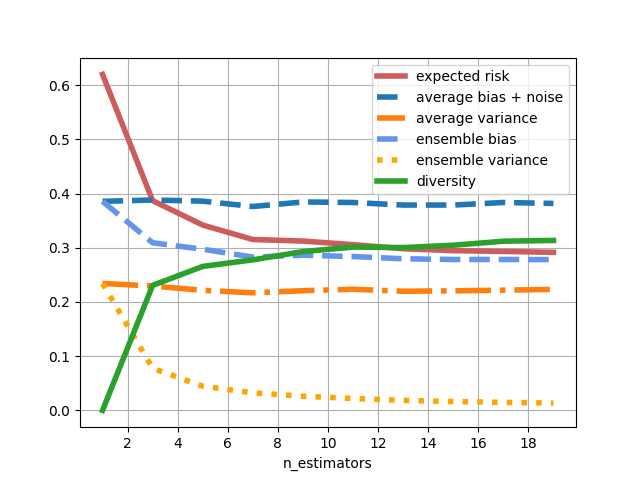 0.6
0.5
0.4
0.3
0.2
0.1
0.0
expected risk
average bias + noise
average variance
ensemble bias
ensemble variance
diversity
2 4 6 8 10 12 14 16 18
n_estimators